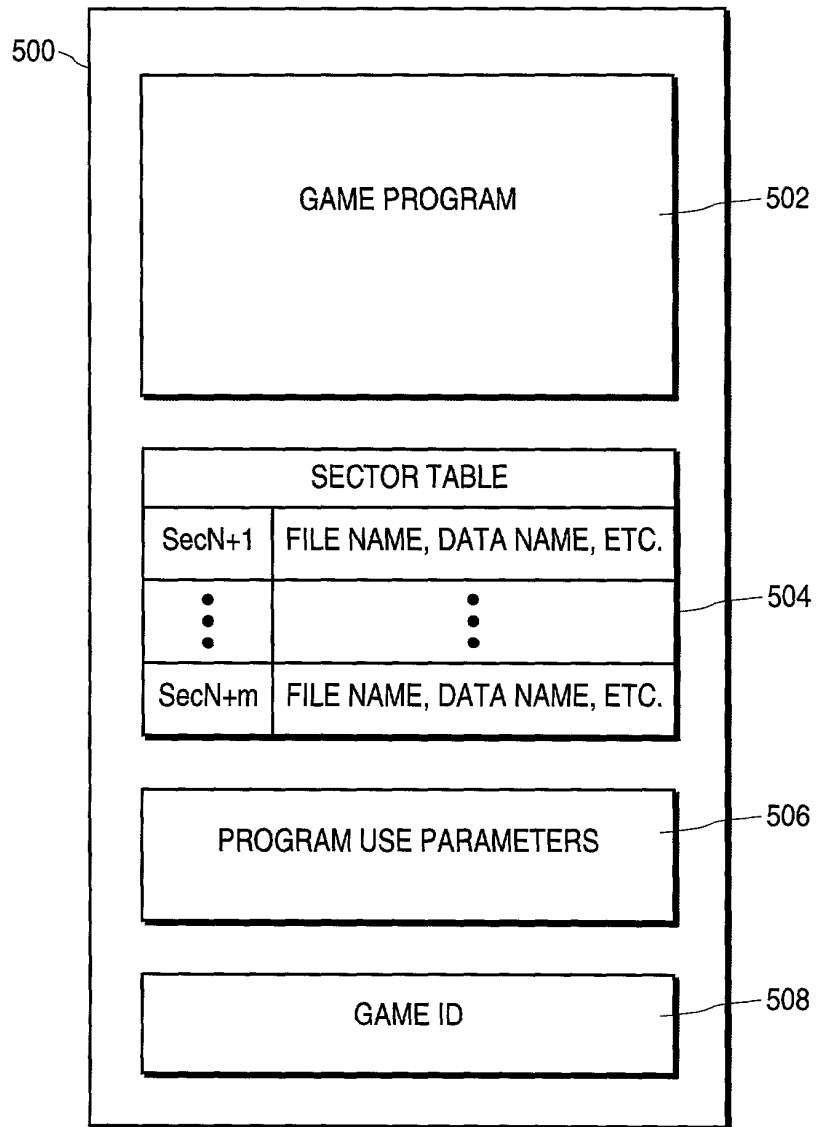 500
GAME PROGRAM
502
SECTOR TABLE
SecN+1 FILE NAME, DATA NAME, ETC.
504
SecN+m FILE NAME, DATA NAME, ETC.
PROGRAM USE PARAMETERS
506
GAME ID
508